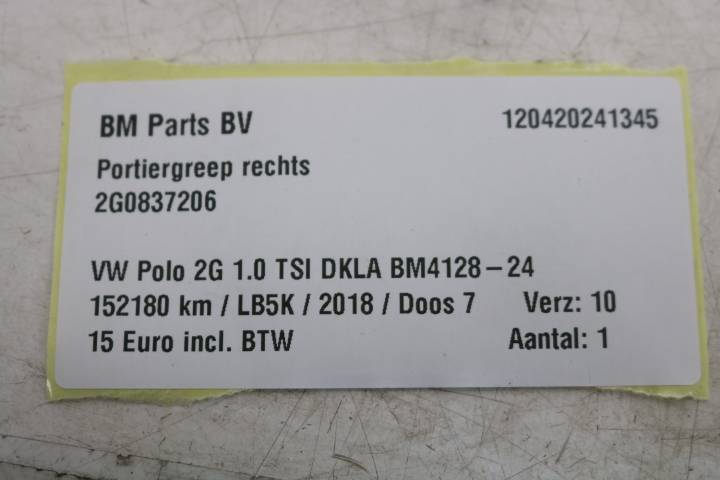 BM Parts BV 120420241345
Portiergreep rechts
2G0837206
VW Polo 2G 1.0 TSI DKLA BM4128-24
152180 km / LB5K / 2018 / Doos 7 Verz: 10
15 Euro incl. BTW Aantal: 1